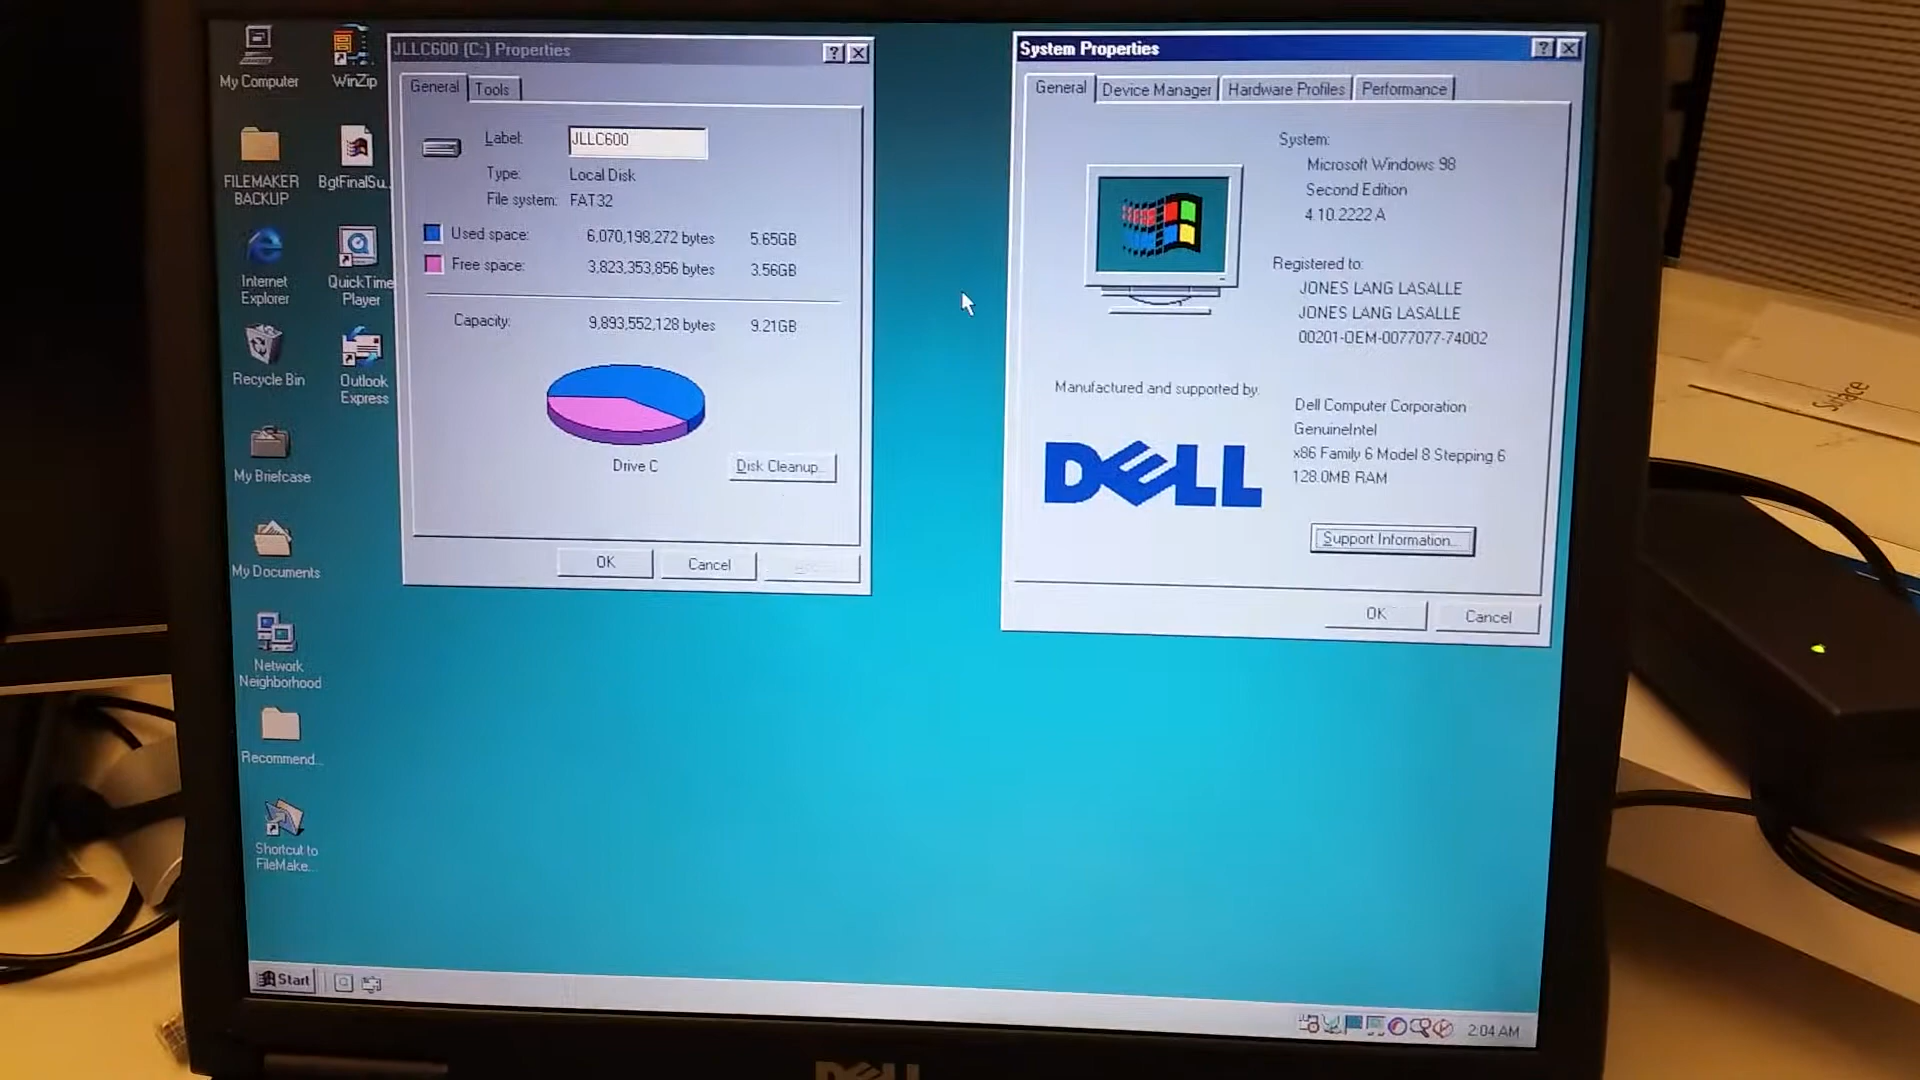 My Computer
WinZip
FILEMAKER
BACKUP
BgtFinalSu...
Internet
Explorer
QuickTime
Player
Recycle Bin
Outlook
Express
My Briefcase
My Documents
Network
Neighborhood
Recommend...
Shortcut to
FileMake...
JLLC600 (C:) Properties
General
Tools
Label:
JLLC600
Type:
Local Disk
File system:
FAT32
Used space:
6,070,198,272 bytes
5.65GB
Free space:
3,823,353,856 bytes
3.56GB
Capacity:
9,893,552,128 bytes
9.21GB
Drive C
Disk Cleanup...
OK
Cancel
System Properties
General
Device Manager
Hardware Profiles
Performance
System:
Microsoft Windows 98
Second Edition
4.10.2222 A
Registered to:
JONES LANG LASALLE
JONES LANG LASALLE
00201-OEM-0077077-74002
Manufactured and supported by:
DELL
Dell Computer Corporation
GenuineIntel
x86 Family 6 Model 8 Stepping 6
128.0MB RAM
Support Information...
OK
Cancel
Start
2:04 AM
DELL
Surface